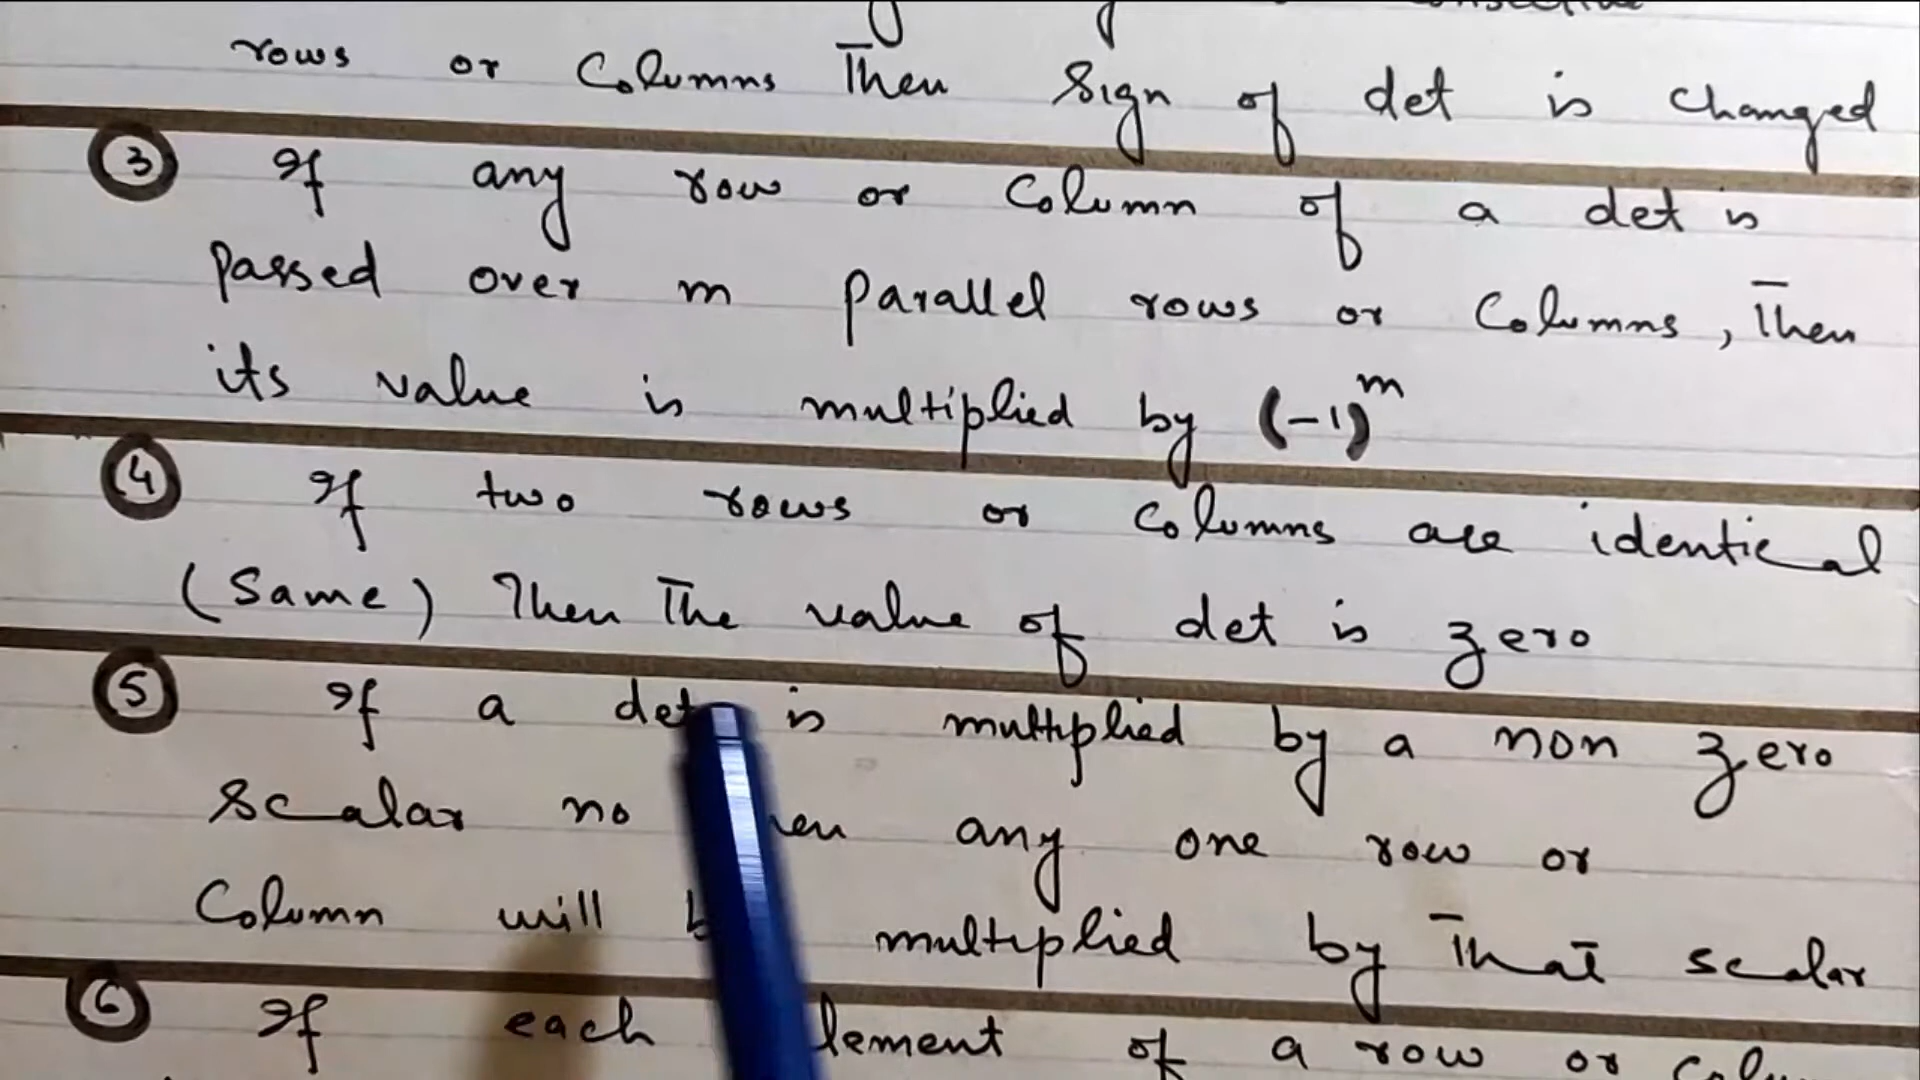 rows or Columns Then Sign of det is changed
3 If any row or Column of a det is
passed over m parallel rows or Columns, Then
its value is multiplied by (-1)^m
4 If two rows or Columns are identical
(Same) Then The value of det is zero
5 If a det is multiplied by a non zero
Scalar no any one row or
Column will multiplied by That scalar
6 If each lement of a row or